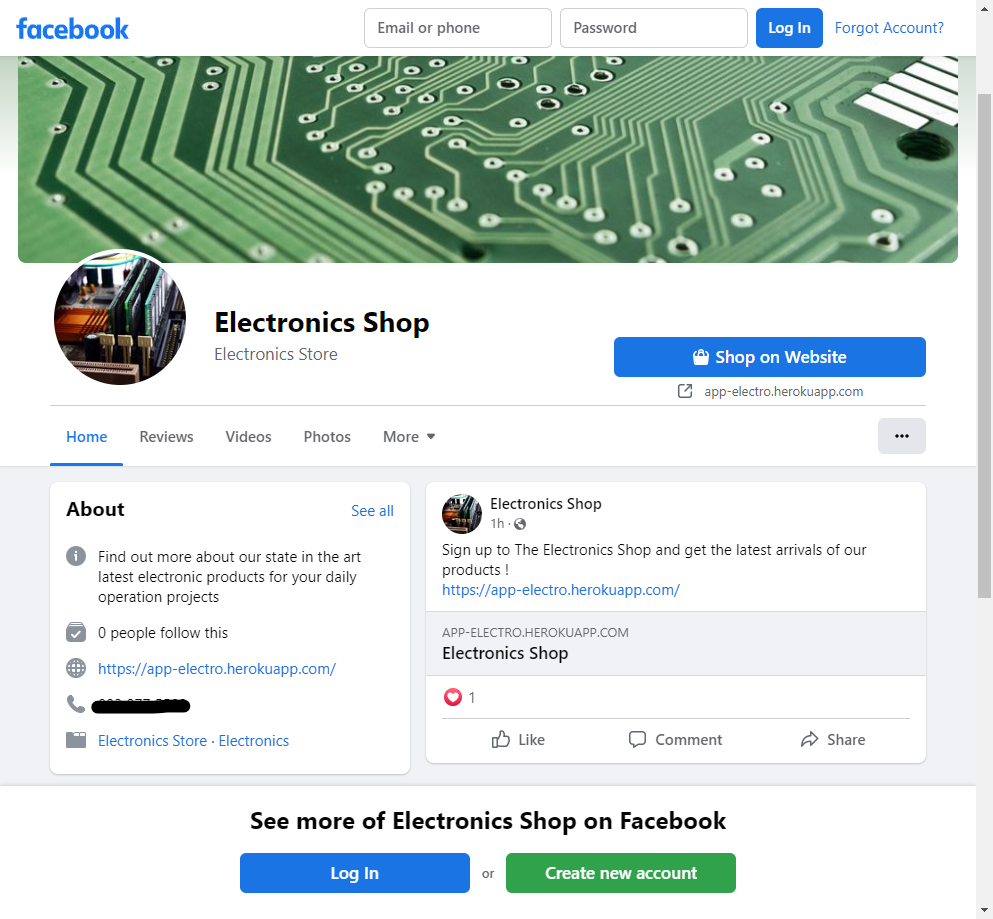 facebook
Email or phone
Password
Log In
Forgot Account?
Electronics Shop
Electronics Store
Shop on Website
app-electro.herokuapp.com
Home
Reviews
Videos
Photos
More
About
See all
Find out more about our state in the art
latest electronic products for your daily
operation projects
0 people follow this
https://app-electro.herokuapp.com/
Electronics Store · Electronics
Electronics Shop
1h ·
Sign up to The Electronics Shop and get the latest arrivals of our
products !
https://app-electro.herokuapp.com/
APP-ELECTRO.HEROKUAPP.COM
Electronics Shop
1
Like
Comment
Share
See more of Electronics Shop on Facebook
Log In
or
Create new account